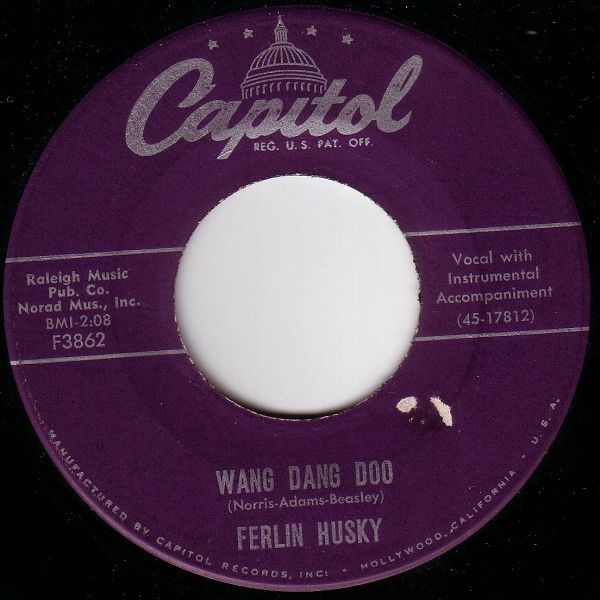 Capitol
REG. U.S. PAT. OFF.
Raleigh Music
Pub. Co.
Norad Mus., Inc.
BMI-2:08
F3862
Vocal with
Instrumental
Accompaniment
(45-17812)
WANG DANG DOO
(Norris-Adams-Beasley)
FERLIN HUSKY
MANUFACTURED BY CAPITOL RECORDS, INC. • HOLLYWOOD, CALIFORNIA • U.S.A.